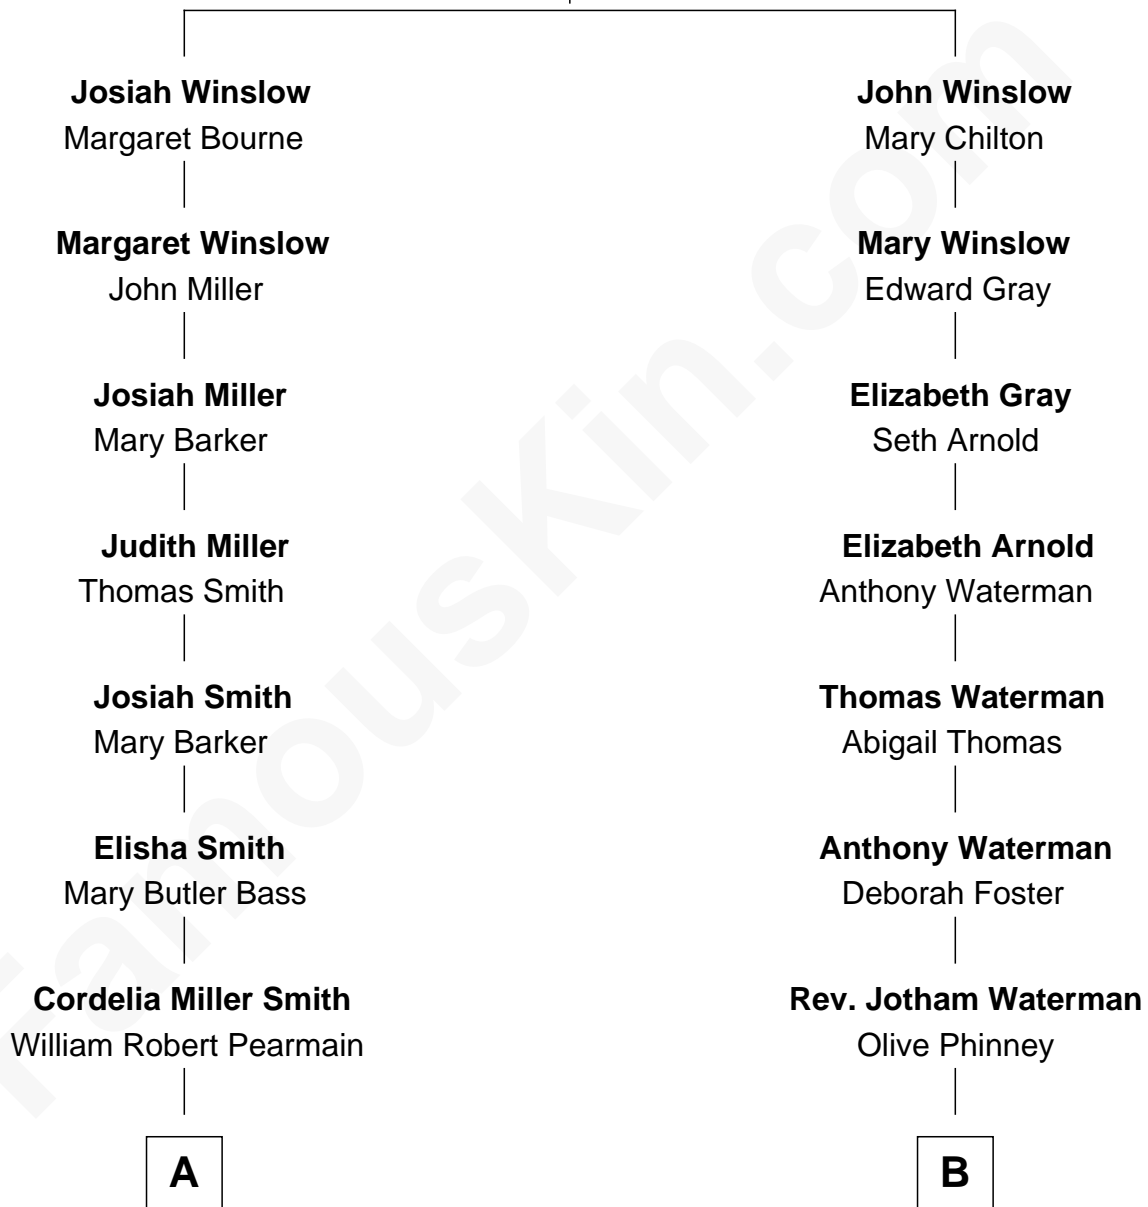 Josiah Winslow
Margaret Bourne
Margaret Winslow
John Miller
Josiah Miller
Mary Barker
Judith Miller
Thomas Smith
Josiah Smith
Mary Barker
Elisha Smith
Mary Butler Bass
Cordelia Miller Smith
William Robert Pearmain
A
John Winslow
Mary Chilton
Mary Winslow
Edward Gray
Elizabeth Gray
Seth Arnold
Elizabeth Arnold
Anthony Waterman
Thomas Waterman
Abigail Thomas
Anthony Waterman
Deborah Foster
Rev. Jotham Waterman
Olive Phinney
B
FamousKin.com